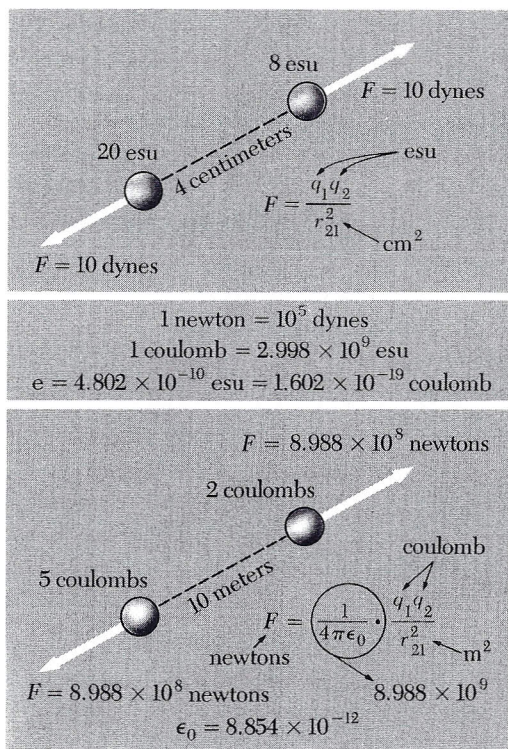 8 esu
F = 10 dynes
20 esu
4 centimeters
esu
F = q₁q₂ / r²₂₁
cm²
F = 10 dynes
1 newton = 10⁵ dynes
1 coulomb = 2.998 × 10⁹ esu
e = 4.802 × 10⁻¹⁰ esu = 1.602 × 10⁻¹⁹ coulomb
F = 8.988 × 10⁸ newtons
2 coulombs
coulomb
5 coulombs
10 meters
F = 1 / 4πϵ₀ · q₁q₂ / r²₂₁
newtons
m²
F = 8.988 × 10⁸ newtons
8.988 × 10⁹
ϵ₀ = 8.854 × 10⁻¹²